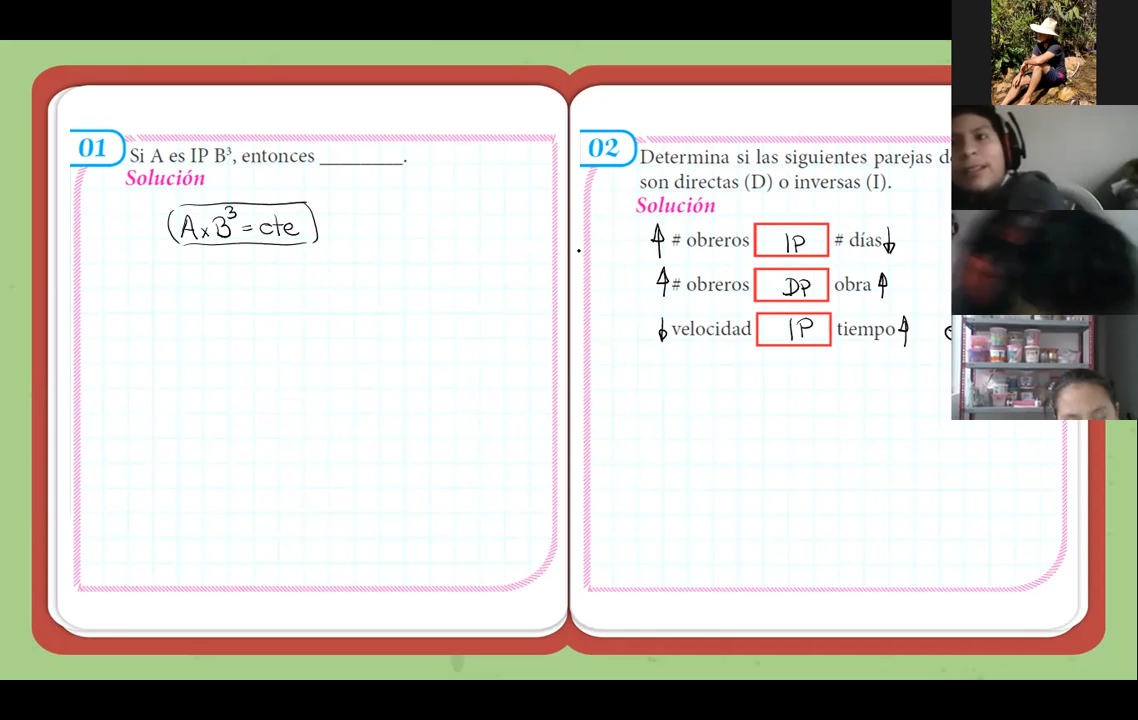 01
Si A es IP B³, entonces _________.
Solución
A x B³ = cte
02
Determina si las siguientes parejas
son directas (D) o inversas (I).
Solución
# obreros IP # días
# obreros DP obra
velocidad IP tiempo